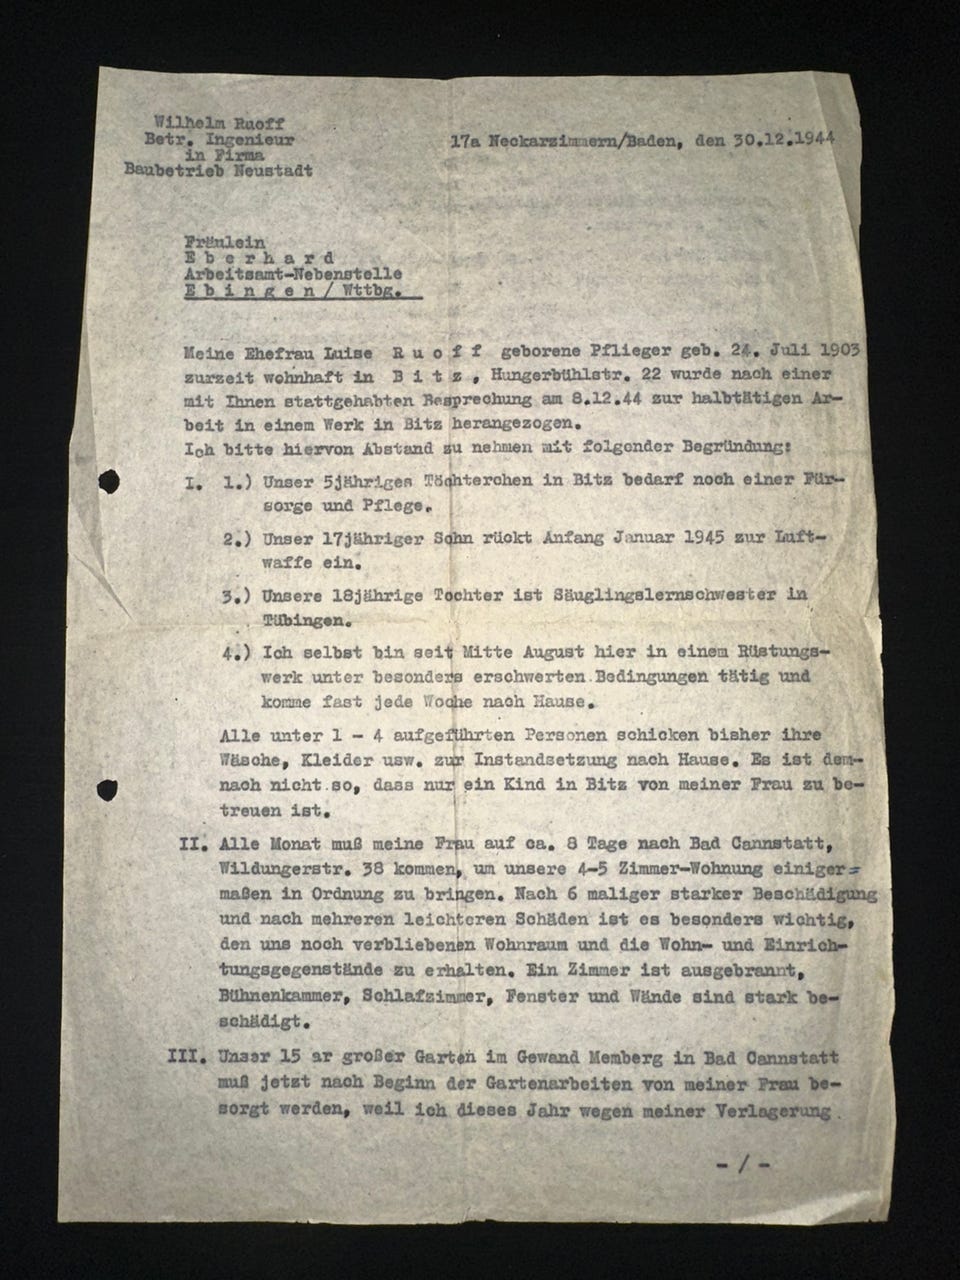 Wilhelm Ruoff
Betr. Ingenieur
in Firma
Baubetrieb Neustadt
17a Neckarzimmern/Baden, den 30.12.1944
Fräulein
E b e r h a r d
Arbeitsamt-Nebenstelle
E b i n g e n / Wttbg.
Meine Ehefrau Luise R u o f f geborene Pflieger geb. 24. Juli 1903
zurzeit wohnhaft in B i t z , Hungerbühlstr. 22 wurde nach einer
mit Ihnen stattgehabten Besprechung am 8.12.44 zur halbtätigen Ar-
beit in einem Werk in Bitz herangezogen.
Ich bitte hiervon Abstand zu nehmen mit folgender Begründung:
I. 1.) Unser 5jähriges Töchterchen in Bitz bedarf noch einer Für-
sorge und Pflege.
2.) Unser 17jähriger Sohn rückt Anfang Januar 1945 zur Luft-
waffe ein.
3.) Unsere 18jährige Tochter ist Säuglingslernschwester in
Tübingen.
4.) Ich selbst bin seit Mitte August hier in einem Rüstungs-
werk unter besonders erschwerten Bedingungen tätig und
komme fast jede Woche nach Hause.
Alle unter 1 - 4 aufgeführten Personen schicken bisher ihre
Wäsche, Kleider usw. zur Instandsetzung nach Hause. Es ist dem-
nach nicht so, dass nur ein Kind in Bitz von meiner Frau zu be-
treuen ist.
II. Alle Monat muß meine Frau auf ca. 8 Tage nach Bad Cannstatt,
Wildungerstr. 38 kommen, um unsere 4-5 Zimmer-Wohnung einiger=
maßen in Ordnung zu bringen. Nach 6 maliger starker Beschädigung
und nach mehreren leichteren Schäden ist es besonders wichtig,
den uns noch verbliebenen Wohnraum und die Wohn- und Einrich-
tungsgegenstände zu erhalten. Ein Zimmer ist ausgebrannt,
Bühnenkammer, Schlafzimmer, Fenster und Wände sind stark be-
schädigt.
III. Unser 15 ar großer Garten im Gewand Memberg in Bad Cannstatt
muß jetzt nach Beginn der Gartenarbeiten von meiner Frau be-
sorgt werden, weil ich dieses Jahr wegen meiner Verlagerung
- / -